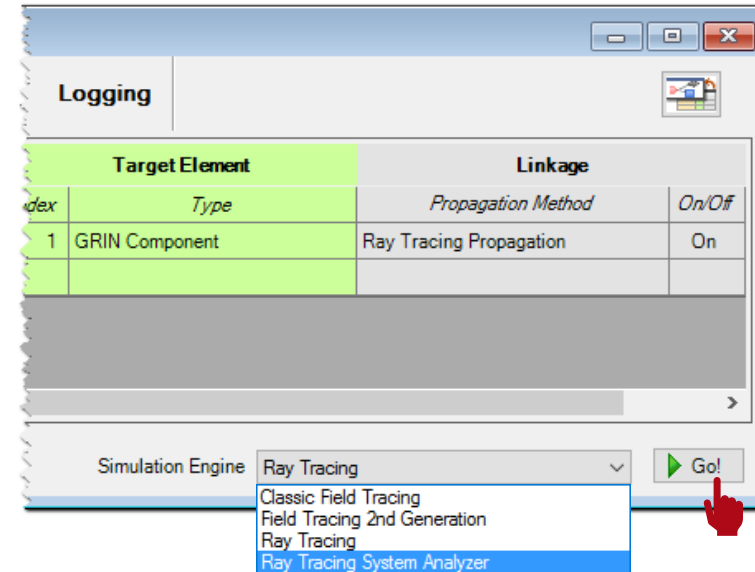 Logging
Target Element Linkage
dex Type Propagation Method On/Off
1 GRIN Component Ray Tracing Propagation On
Simulation Engine Ray Tracing Go!
Classic Field Tracing
Field Tracing 2nd Generation
Ray Tracing
Ray Tracing System Analyzer